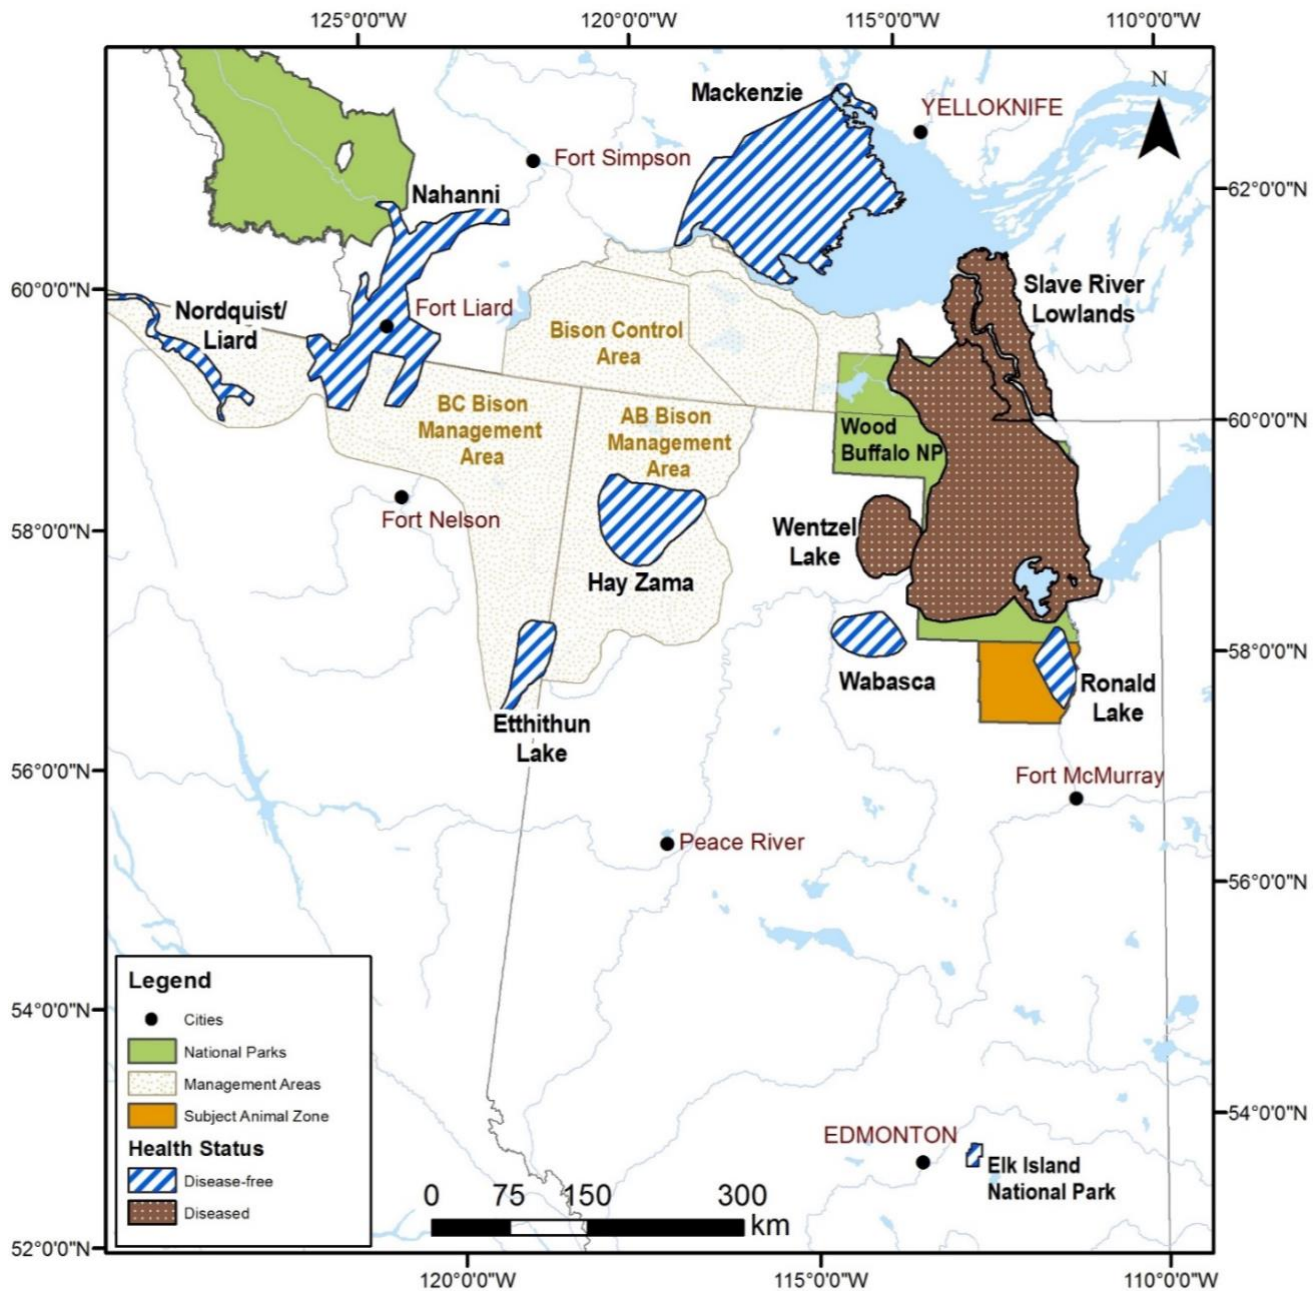 125°0'0"W
120°0'0"W
115°0'0"W
110°0'0"W
N
Mackenzie
YELLOKNIFE
Fort Simpson
62°0'0"N
Nahanni
60°0'0"N
Slave River
Lowlands
Nordquist/
Liard
Fort Liard
Bison Control
Area
BC Bison
Management
Area
AB Bison
Management
Area
60°0'0"N
Wood
Buffalo NP
Fort Nelson
58°0'0"N
Wentzel
Lake
Hay Zama
58°0'0"N
Wabasca
Ronald
Lake
Etthithun
Lake
56°0'0"N
Fort McMurray
Peace River
56°0'0"N
Legend
Cities
National Parks
Management Areas
Subject Animal Zone
Health Status
Disease-free
Diseased
54°0'0"N
54°0'0"N
EDMONTON
Elk Island
National Park
0 75 150 300
km
52°0'0"N
120°0'0"W
115°0'0"W
110°0'0"W